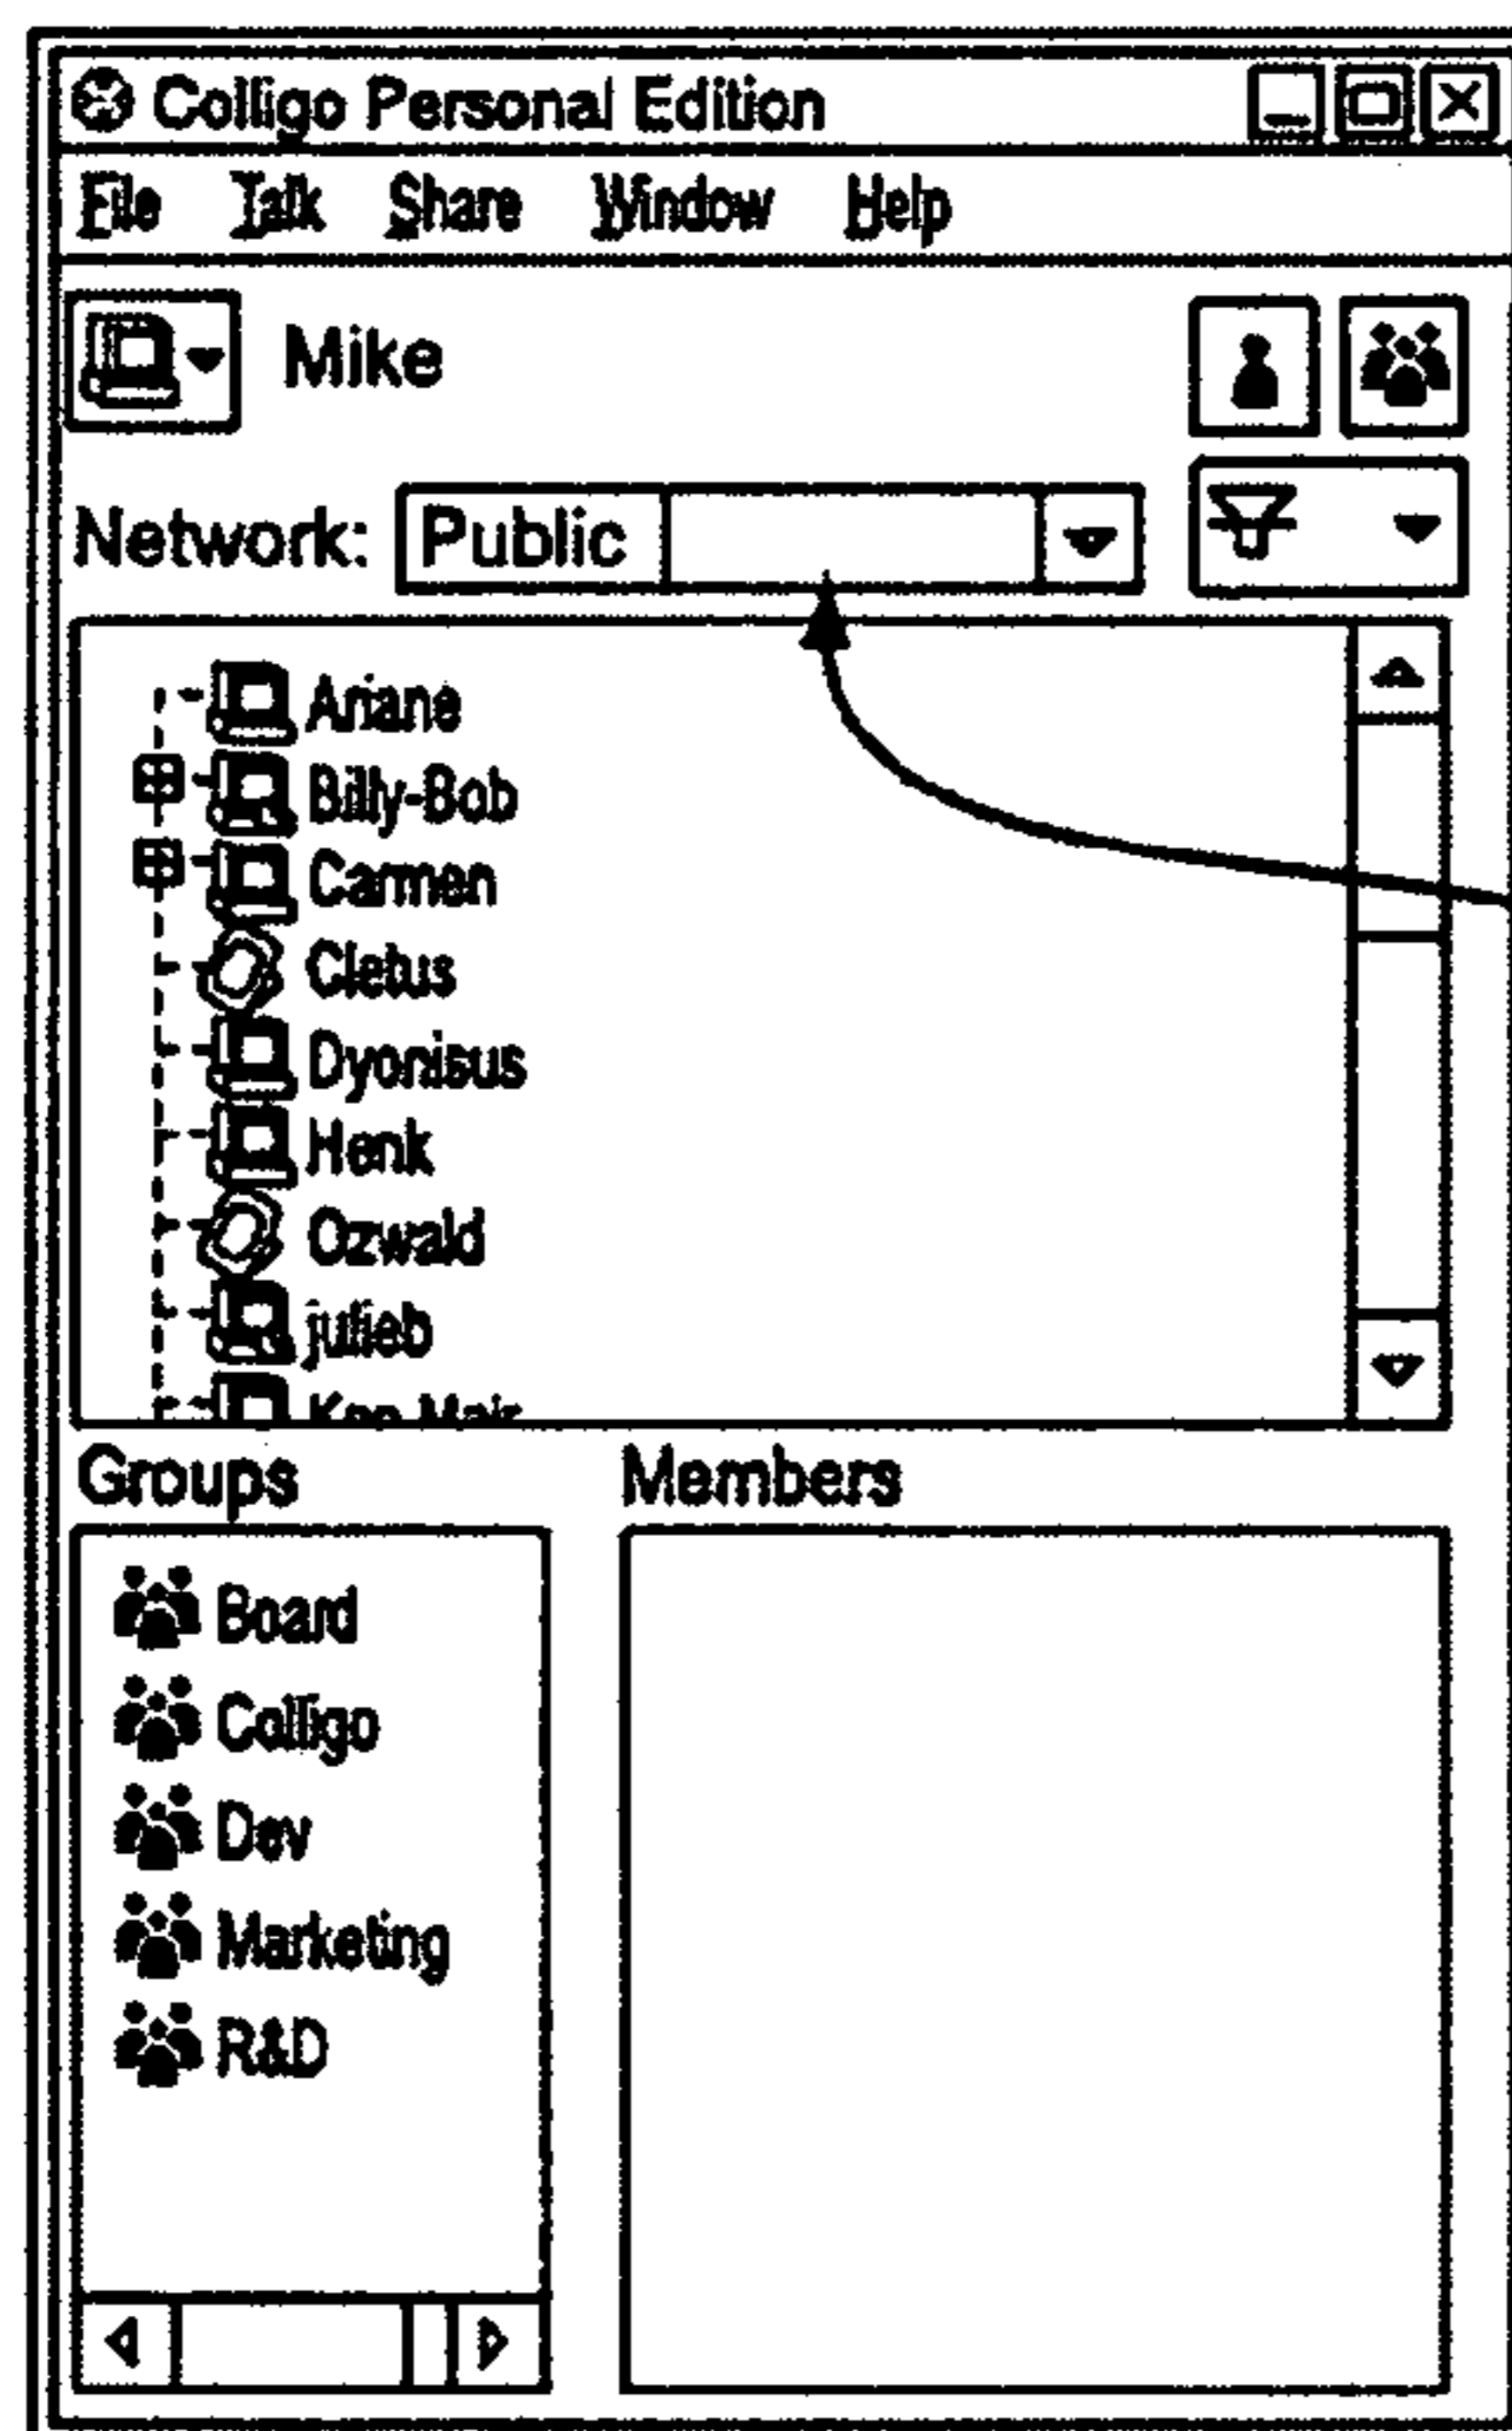 Colligo Personal Edition
File Talk Share Window Help
Mike
Network: Public
Ariane
Billy-Bob
Carmen
Cletus
Dyonisus
Henk
Ozwald
julieb
Groups Members
Board
Colligo
Dev
Marketing
R&D